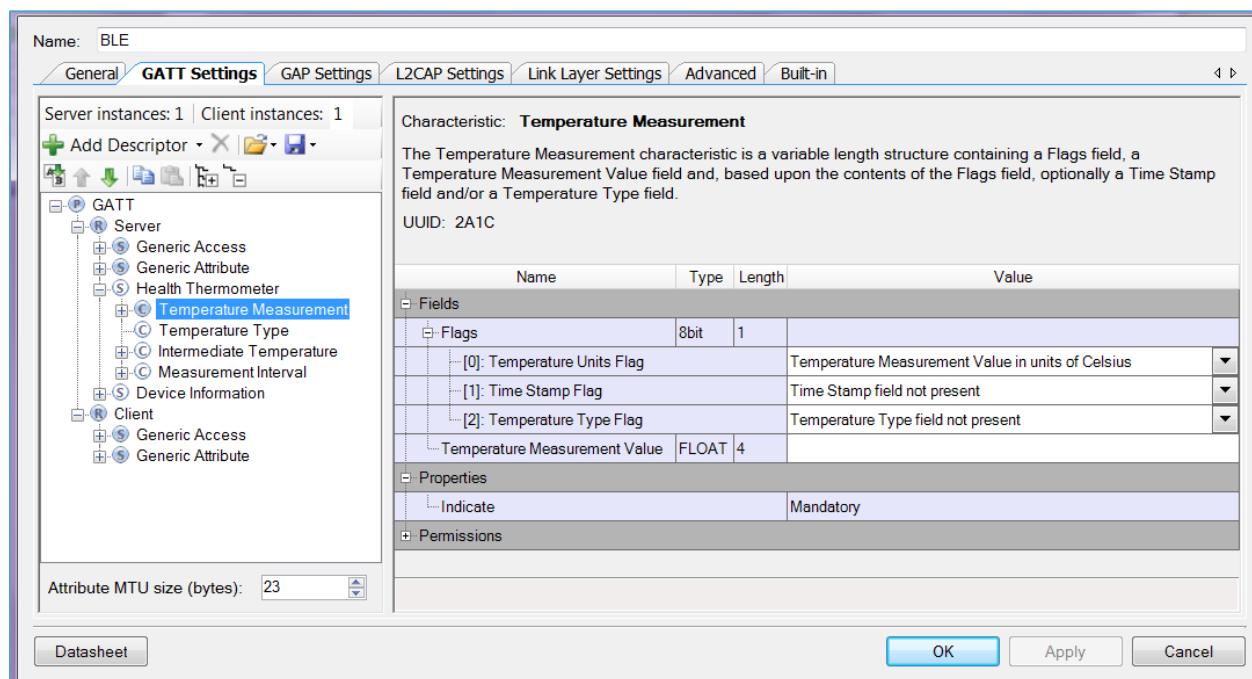 Name: BLE
General GATT Settings GAP Settings L2CAP Settings Link Layer Settings Advanced Built-in
Server instances: 1 Client instances: 1
Add Descriptor
GATT
Server
Generic Access
Generic Attribute
Health Thermometer
Temperature Measurement
Temperature Type
Intermediate Temperature
Measurement Interval
Device Information
Client
Generic Access
Generic Attribute
Attribute MTU size (bytes): 23
Characteristic: Temperature Measurement
The Temperature Measurement characteristic is a variable length structure containing a Flags field, a
Temperature Measurement Value field and, based upon the contents of the Flags field, optionally a Time Stamp
field and/or a Temperature Type field.
UUID: 2A1C
Name Type Length Value
Fields
Flags 8bit 1
[0]: Temperature Units Flag Temperature Measurement Value in units of Celsius
[1]: Time Stamp Flag Time Stamp field not present
[2]: Temperature Type Flag Temperature Type field not present
Temperature Measurement Value FLOAT 4
Properties
Indicate Mandatory
Permissions
Datasheet OK Apply Cancel